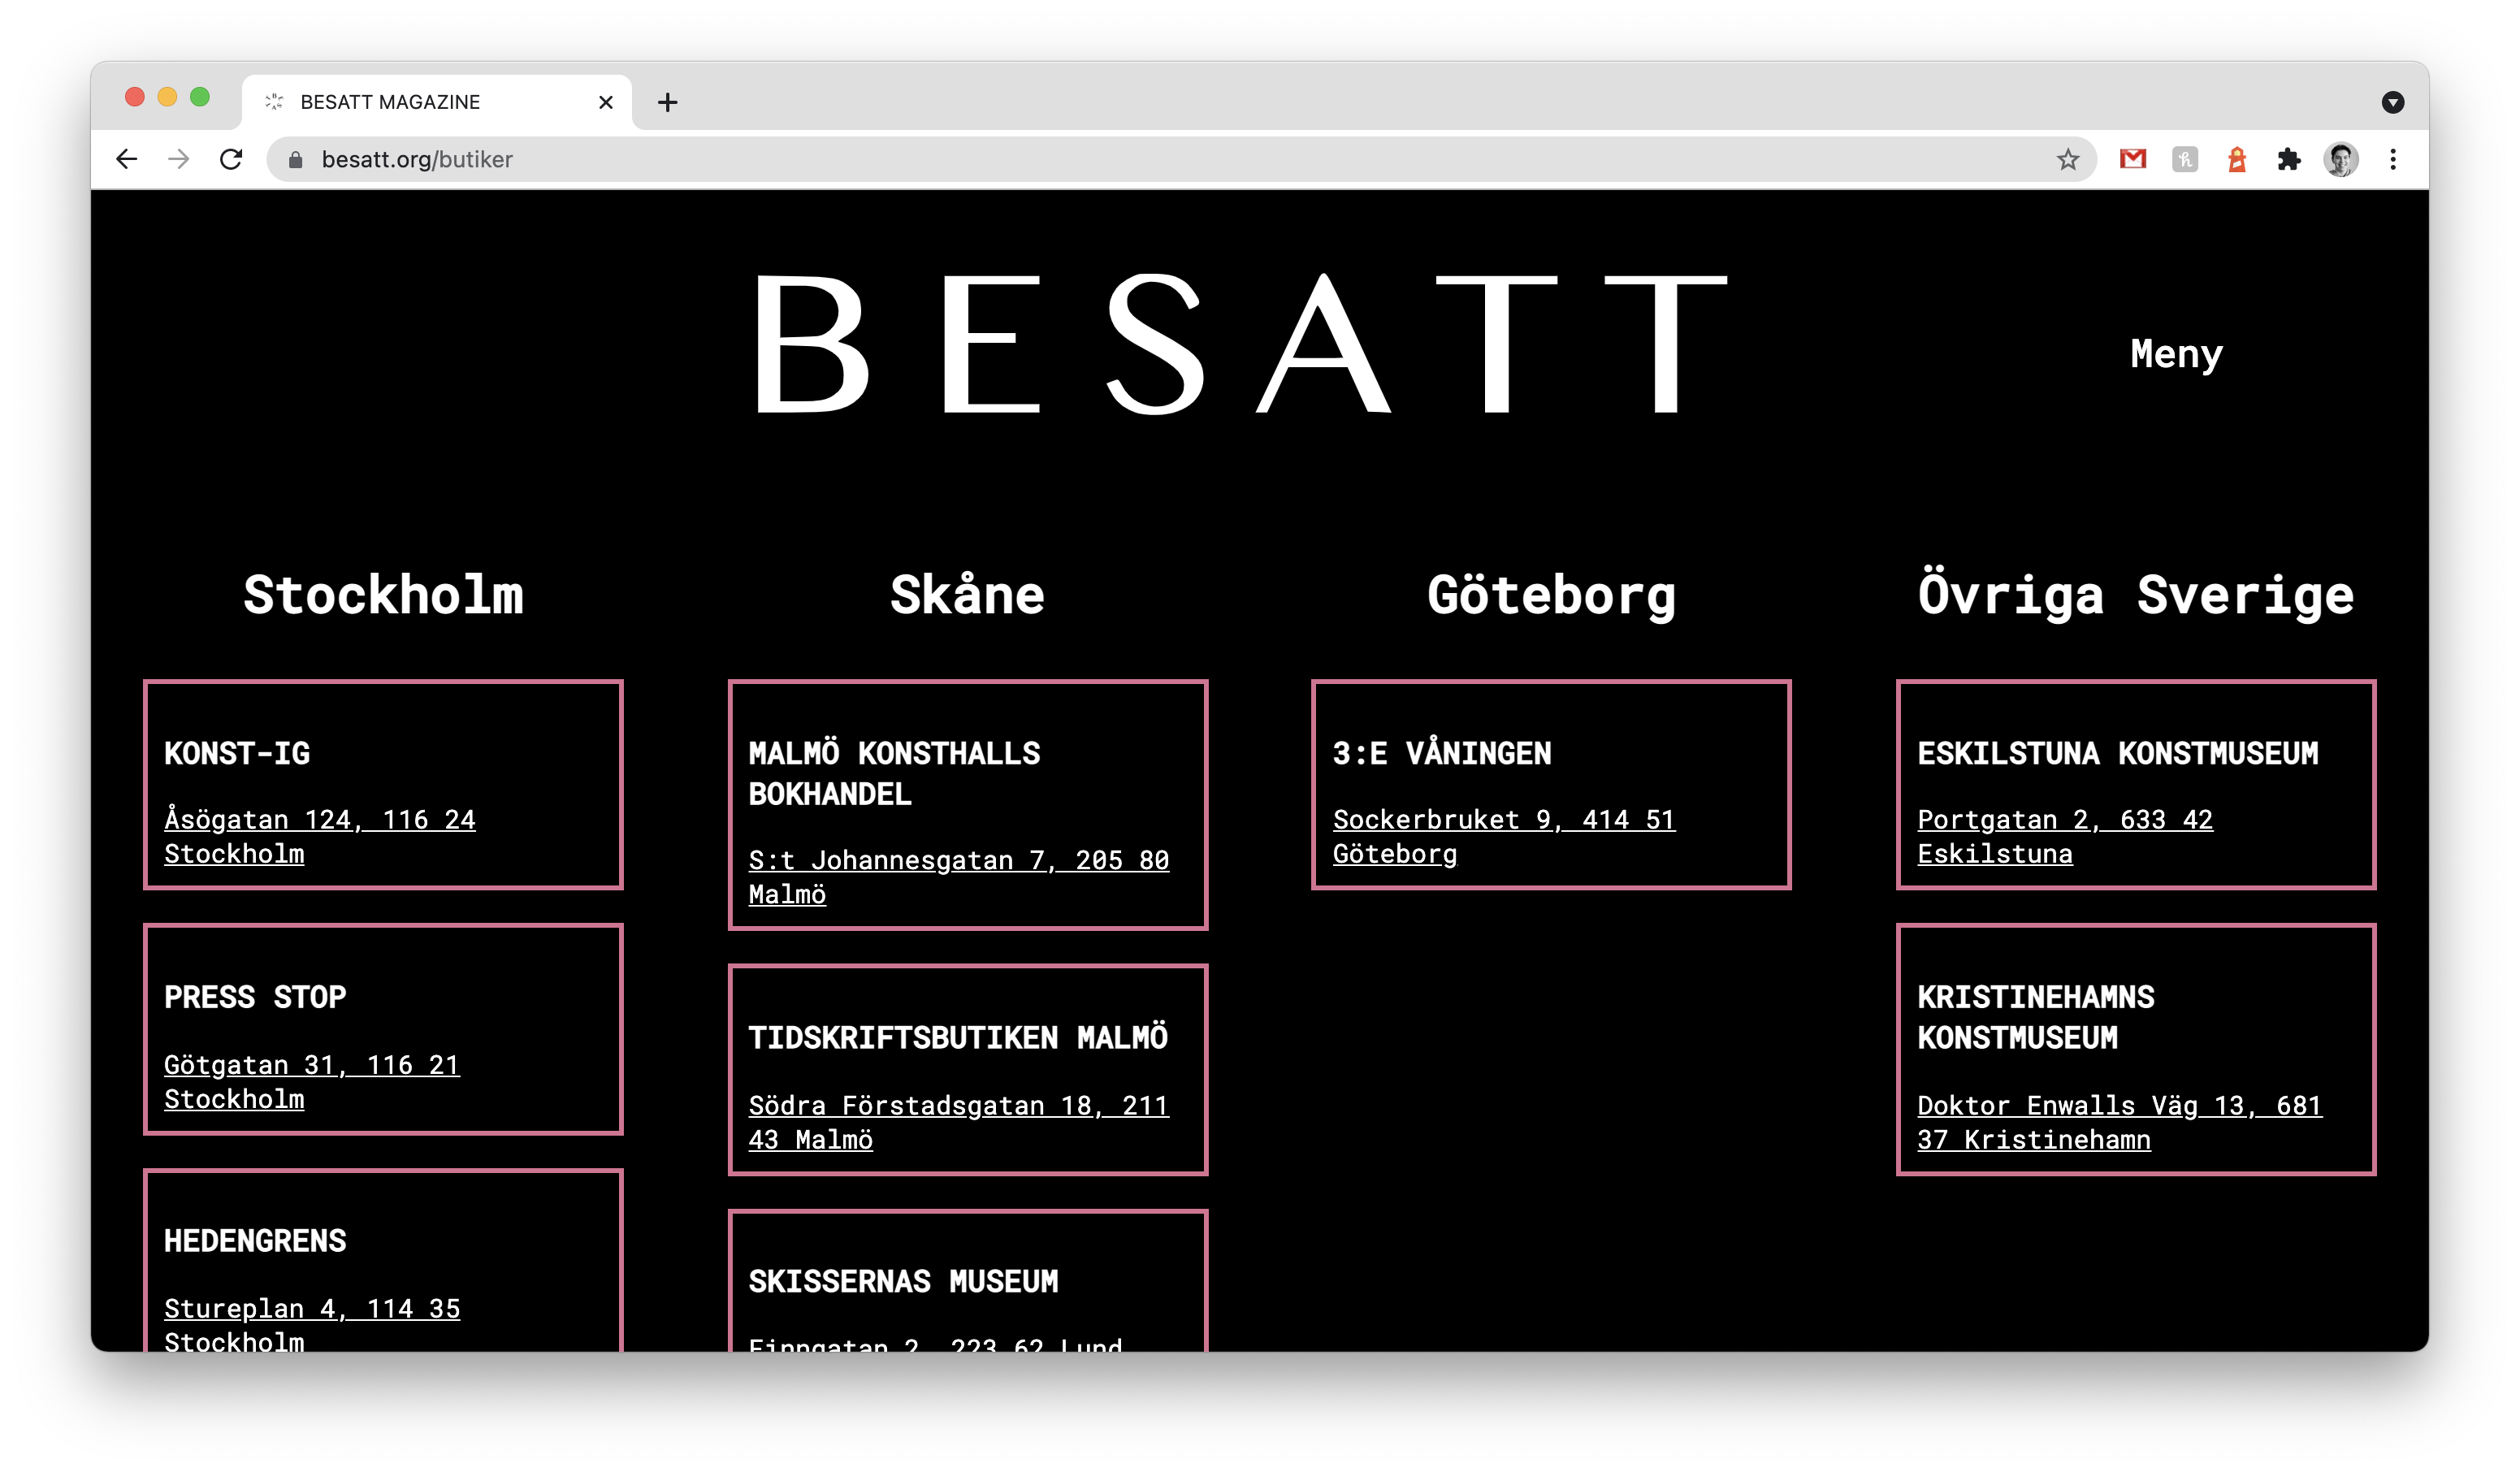 BESATT MAGAZINE
besatt.org/butiker
BESATT
Meny
Stockholm
KONST-IG
Åsögatan 124, 116 24
Stockholm
PRESS STOP
Götgatan 31, 116 21
Stockholm
HEDENGRENS
Stureplan 4, 114 35
Stockholm
Skåne
MALMÖ KONSTHALLS
BOKHANDEL
S:t Johannesgatan 7, 205 80
Malmö
TIDSKRIFTSBUTIKEN MALMÖ
Södra Förstadsgatan 18, 211
43 Malmö
SKISSERNAS MUSEUM
Finngatan 2, 223 62 Lund
Göteborg
3:E VÅNINGEN
Sockerbruket 9, 414 51
Göteborg
Övriga Sverige
ESKILSTUNA KONSTMUSEUM
Portgatan 2, 633 42
Eskilstuna
KRISTINEHAMNS
KONSTMUSEUM
Doktor Enwalls Väg 13, 681
37 Kristinehamn